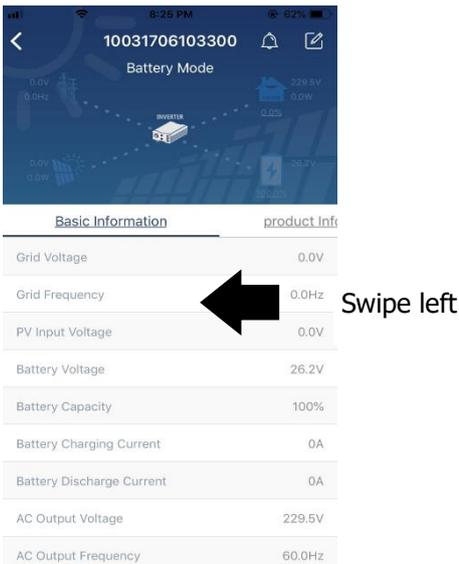 8:25 PM 62%
10031706103300
Battery Mode
0.0V
0.0Hz
229.5V
0.0W
0.0%
INVERTER
0.0V
0.0W
26.2V
100.0%
Basic Information product Info
Grid Voltage 0.0V
Grid Frequency 0.0Hz
Swipe left
PV Input Voltage 0.0V
Battery Voltage 26.2V
Battery Capacity 100%
Battery Charging Current 0A
Battery Discharge Current 0A
AC Output Voltage 229.5V
AC Output Frequency 60.0Hz